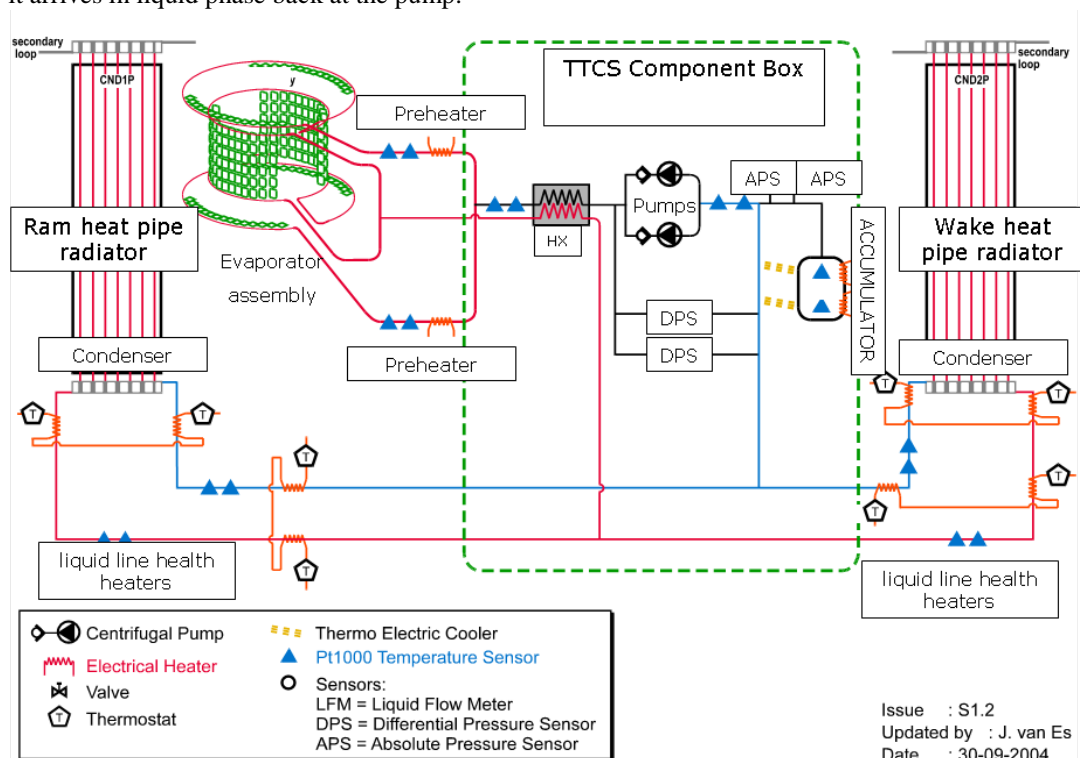 it arrives in liquid phase back at the pump.
secondary
loop
CND1P
y
Preheater
TTCS Component Box
CND2P
secondary
loop
Ram heat pipe
radiator
Evaporator
assembly
HX
Pumps
APS
APS
ACCUMULATOR
Wake heat
pipe radiator
DPS
DPS
Condenser
Preheater
Condenser
T
T
T
T
T
T
T
T
liquid line health
heaters
liquid line health
heaters
Centrifugal Pump
Electrical Heater
Valve
T
Thermostat
Thermo Electric Cooler
Pt1000 Temperature Sensor
Sensors:
LFM = Liquid Flow Meter
DPS = Differential Pressure Sensor
APS = Absolute Pressure Sensor
Issue : S1.2
Updated by : J. van Es
Date : 30-09-2004